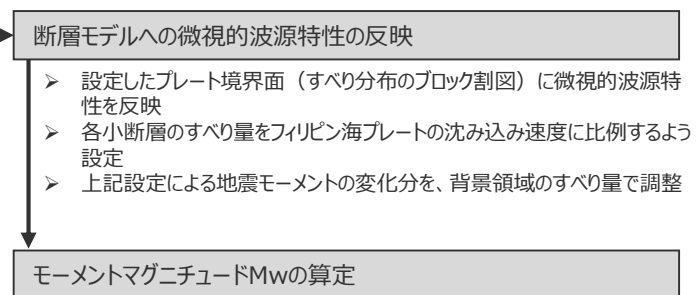 断層モデルへの微視的波源特性の反映
➢ 設定したプレート境界面（すべり分布のブロック割図）に微視的波源特
性を反映
➢ 各小断層のすべり量をフィリピン海プレートの沈み込み速度に比例するよう
設定
➢ 上記設定による地震モーメントの変化分を、背景領域のすべり量で調整
モーメントマグニチュードMwの算定